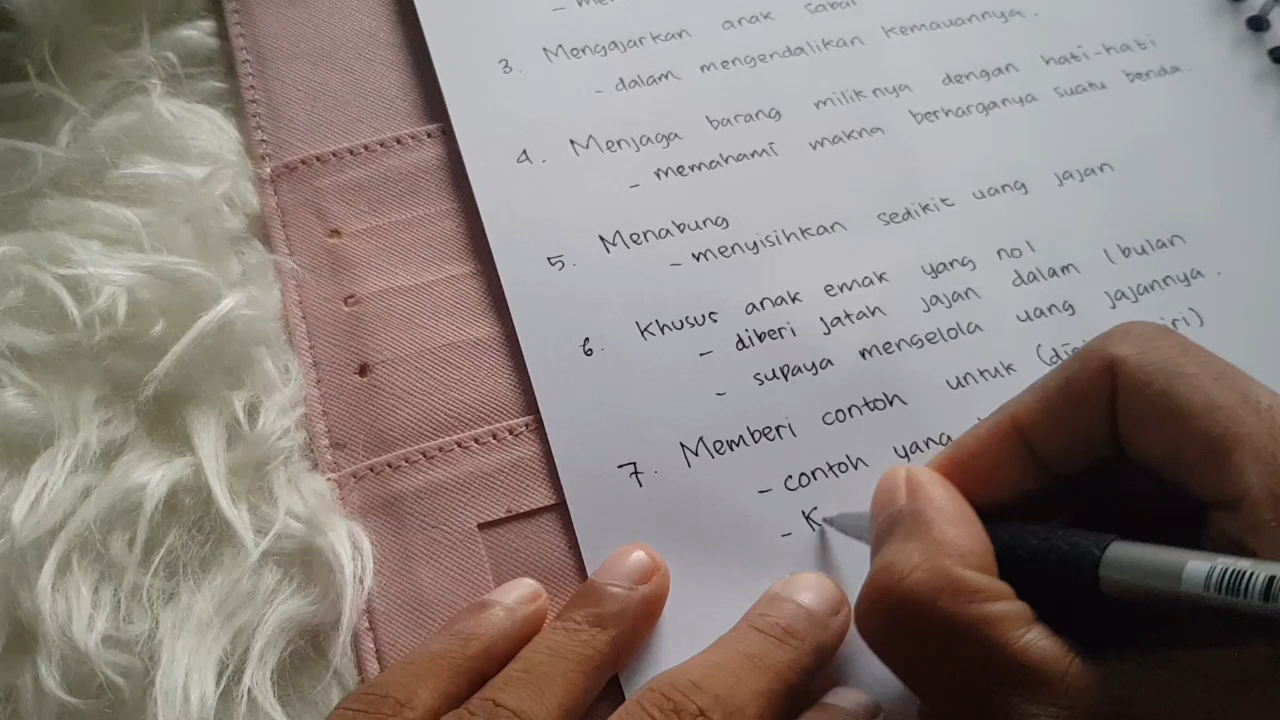 3. Mengajarkan anak sabar
- dalam mengendalikan kemauannya.
4. Menjaga barang miliknya dengan hati-hati
- memahami makna berharganya suatu benda.
5. Menabung
- menyisihkan sedikit uang jajan
6. Khusus anak emak yang no1
- diberi jatah jajan dalam 1 bulan
- supaya mengelola uang jajannya.
7. Memberi contoh untuk
- contoh yang
- K